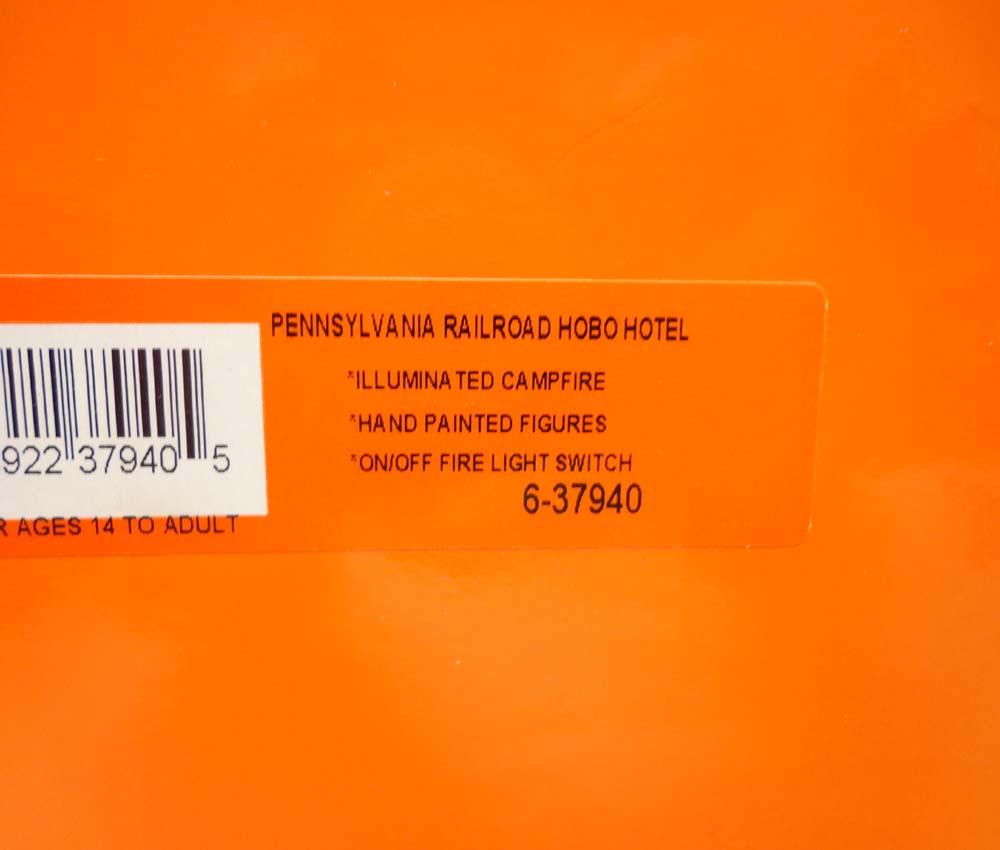 PENNSYLVANIA RAILROAD HOBO HOTEL
*ILLUMINATED CAMPFIRE
*HAND PAINTED FIGURES
*ON/OFF FIRE LIGHT SWITCH
6-37940
922 37940 5
AGES 14 TO ADULT